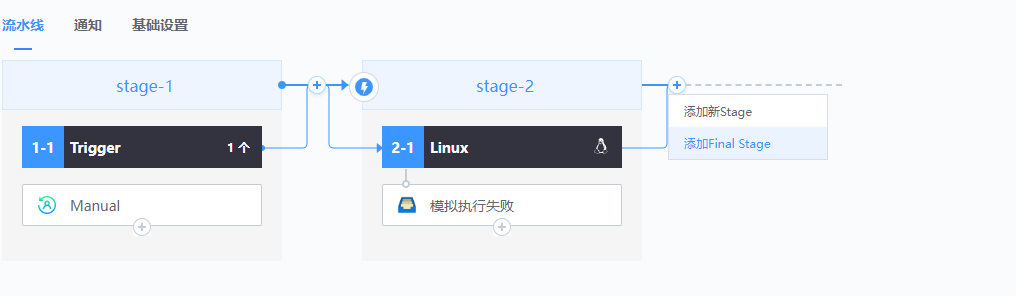 流水线 通知 基础设置
stage-1
stage-2
添加新Stage
添加Final Stage
1-1 Trigger 1 个
2-1 Linux
Manual
模拟执行失败